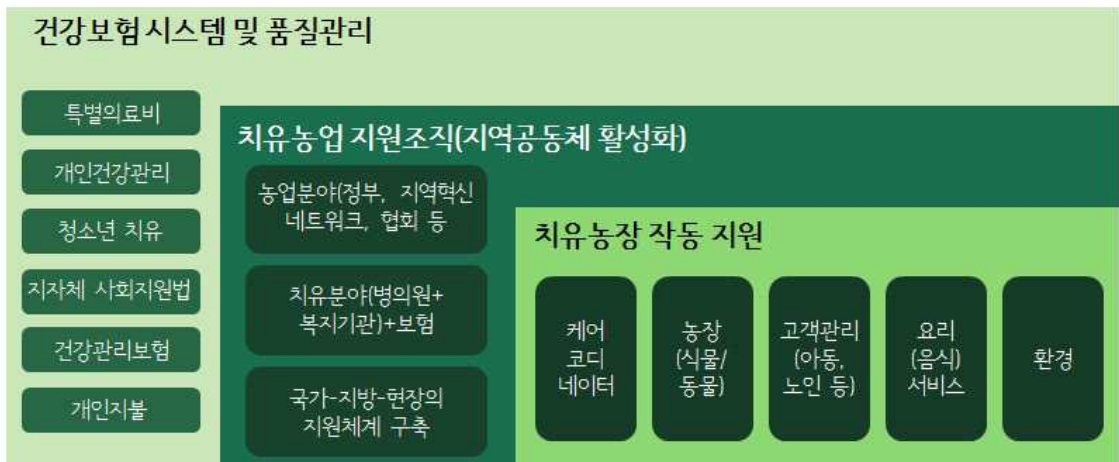 건강보험 시스템 및 품질관리
특별의료비
개인건강관리
청소년 치유
지자체 사회지원법
건강관리보험
개인지불
치유농업 지원조직(지역공동체 활성화)
농업분야(정부, 지역혁신
네트워크, 협회 등
치유분야(병의원+
복지기관)+보험
국가-지방-현장의
지원체계 구축
치유농장 작동 지원
케어
코디
네이터
농장
(식물/
동물)
고객관리
(아동,
노인 등)
요리
(음식)
서비스
환경